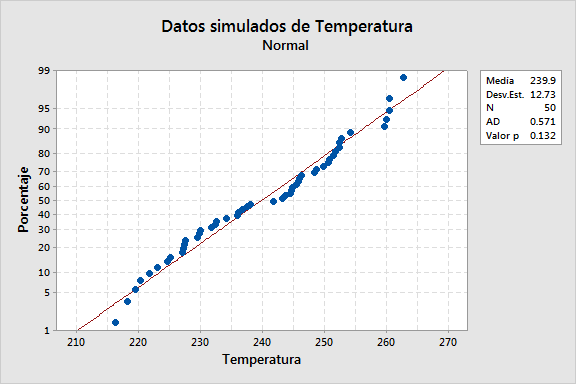 Datos simulados de Temperatura
Normal
99
95
90
80
70
60
50
40
30
20
10
5
1
Porcentaje
210 220 230 240 250 260 270
Temperatura
Media 239.9
Desv.Est. 12.73
N 50
AD 0.571
Valor p 0.132